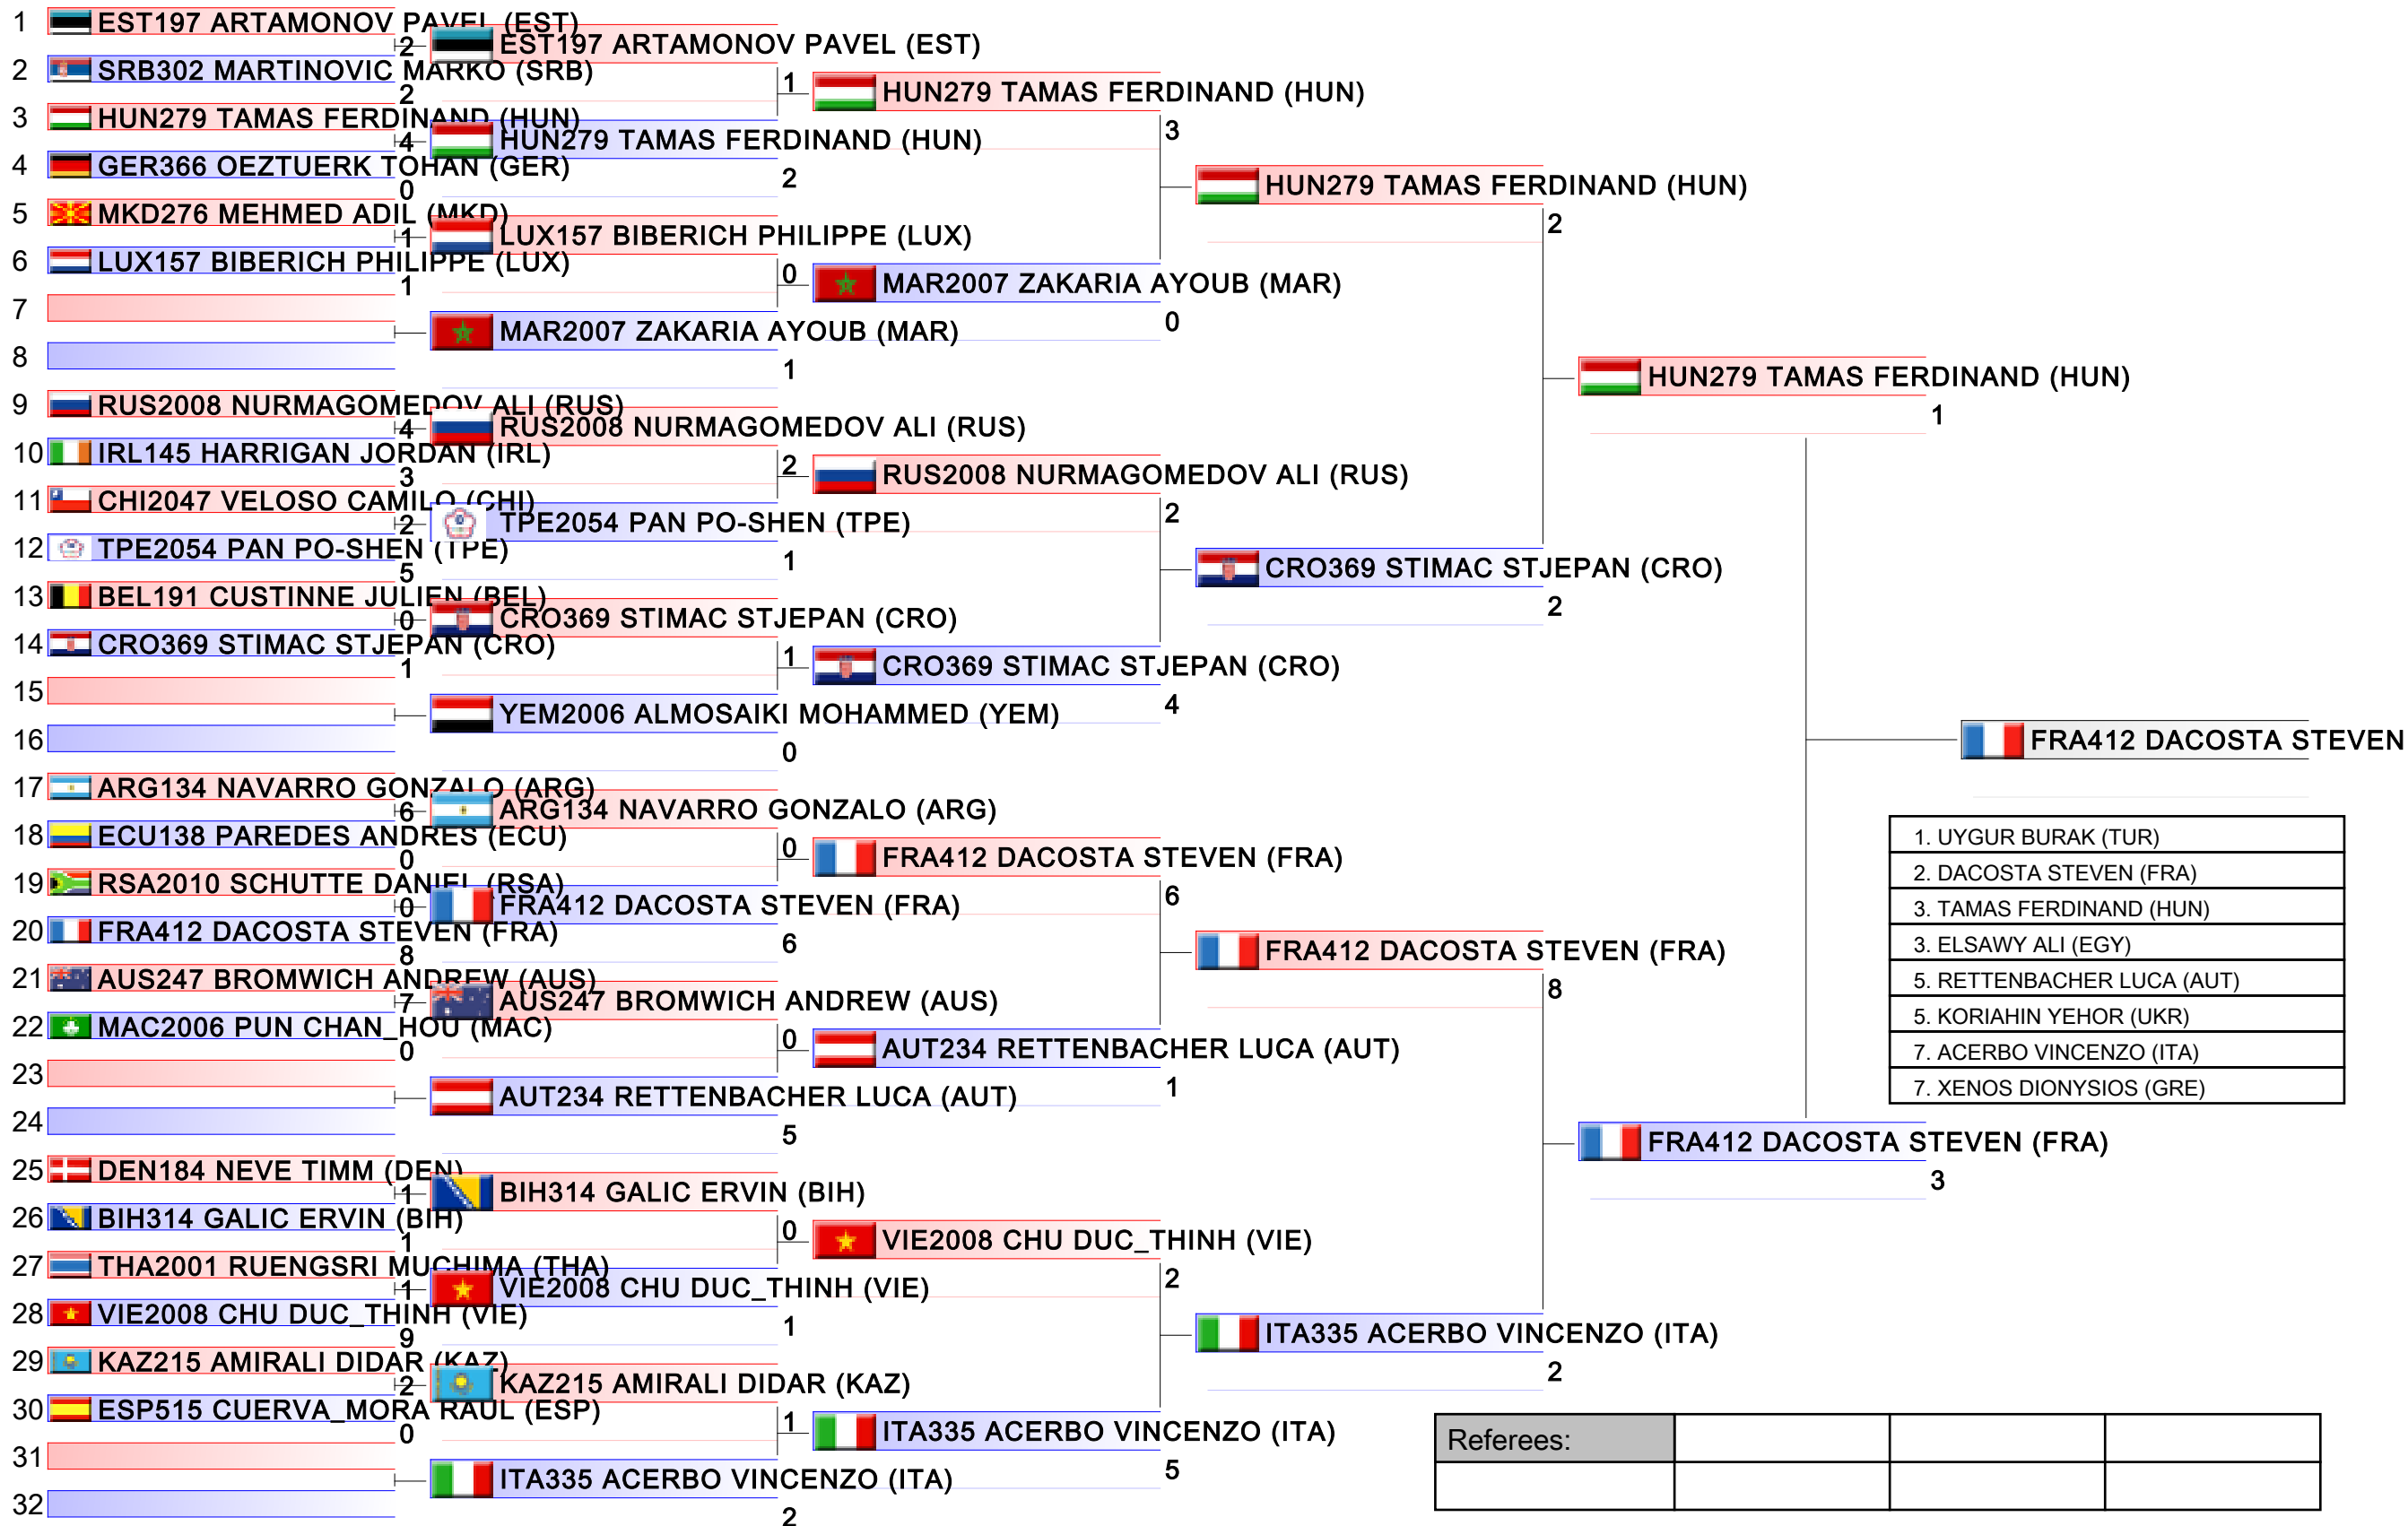 1 EST197 ARTAMONOV PAVEL (EST)
2
2 SRB302 MARTINOVIC MARKO (SRB)
2
3 HUN279 TAMAS FERDINAND (HUN)
4
4 GER366 OEZTUERK TOHAN (GER)
0
5 MKD276 MEHMED ADIL (MKD)
1
6 LUX157 BIBERICH PHILIPPE (LUX)
1
7
8
9 RUS2008 NURMAGOMEDOV ALI (RUS)
4
10 IRL145 HARRIGAN JORDAN (IRL)
3
11 CHI2047 VELOSO CAMILO (CHI)
2
12 TPE2054 PAN PO-SHEN (TPE)
5
13 BEL191 CUSTINNE JULIEN (BEL)
0
14 CRO369 STIMAC STJEPAN (CRO)
1
15
16
17 ARG134 NAVARRO GONZALO (ARG)
6
18 ECU138 PAREDES ANDRES (ECU)
0
19 RSA2010 SCHUTTE DANIEL (RSA)
0
20 FRA412 DACOSTA STEVEN (FRA)
8
21 AUS247 BROMWICH ANDREW (AUS)
7
22 MAC2006 PUN CHAN_HOU (MAC)
0
23
24
25 DEN184 NEVE TIMM (DEN)
1
26 BIH314 GALIC ERVIN (BIH)
1
27 THA2001 RUENGSRI MUCHIMA (THA)
1
28 VIE2008 CHU DUC_THINH (VIE)
9
29 KAZ215 AMIRALI DIDAR (KAZ)
2
30 ESP515 CUERVA_MORA RAUL (ESP)
0
31
32
EST197 ARTAMONOV PAVEL (EST)
1
HUN279 TAMAS FERDINAND (HUN)
2
LUX157 BIBERICH PHILIPPE (LUX)
0
MAR2007 ZAKARIA AYOUB (MAR)
1
RUS2008 NURMAGOMEDOV ALI (RUS)
2
TPE2054 PAN PO-SHEN (TPE)
1
CRO369 STIMAC STJEPAN (CRO)
1
YEM2006 ALMOSAIKI MOHAMMED (YEM)
0
ARG134 NAVARRO GONZALO (ARG)
0
FRA412 DACOSTA STEVEN (FRA)
6
AUS247 BROMWICH ANDREW (AUS)
0
AUT234 RETTENBACHER LUCA (AUT)
5
BIH314 GALIC ERVIN (BIH)
0
VIE2008 CHU DUC_THINH (VIE)
1
KAZ215 AMIRALI DIDAR (KAZ)
1
ITA335 ACERBO VINCENZO (ITA)
2
HUN279 TAMAS FERDINAND (HUN)
3
MAR2007 ZAKARIA AYOUB (MAR)
0
RUS2008 NURMAGOMEDOV ALI (RUS)
2
CRO369 STIMAC STJEPAN (CRO)
4
FRA412 DACOSTA STEVEN (FRA)
6
AUT234 RETTENBACHER LUCA (AUT)
1
VIE2008 CHU DUC_THINH (VIE)
2
ITA335 ACERBO VINCENZO (ITA)
5
HUN279 TAMAS FERDINAND (HUN)
2
CRO369 STIMAC STJEPAN (CRO)
2
FRA412 DACOSTA STEVEN (FRA)
8
ITA335 ACERBO VINCENZO (ITA)
2
HUN279 TAMAS FERDINAND (HUN)
1
FRA412 DACOSTA STEVEN (FRA)
3
FRA412 DACOSTA STEVEN
1. UYGUR BURAK (TUR)
2. DACOSTA STEVEN (FRA)
3. TAMAS FERDINAND (HUN)
3. ELSAWY ALI (EGY)
5. RETTENBACHER LUCA (AUT)
5. KORIAHIN YEHOR (UKR)
7. ACERBO VINCENZO (ITA)
7. XENOS DIONYSIOS (GRE)
Referees: